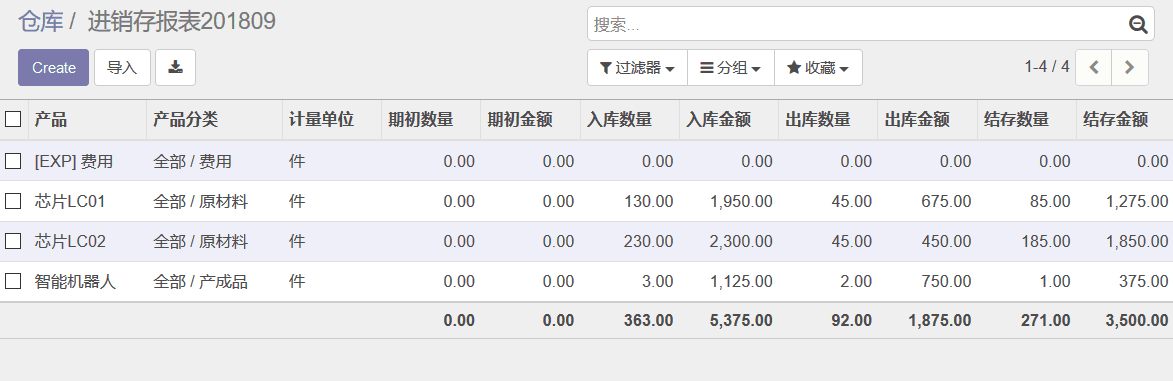 仓库 / 进销存报表201809
搜索...
Create 导入
过滤器 分组 收藏 1-4 / 4
产品 产品分类 计量单位 期初数量 期初金额 入库数量 入库金额 出库数量 出库金额 结存数量 结存金额
[EXP] 费用 全部 / 费用 件 0.00 0.00 0.00 0.00 0.00 0.00 0.00 0.00
芯片LC01 全部 / 原材料 件 0.00 0.00 130.00 1,950.00 45.00 675.00 85.00 1,275.00
芯片LC02 全部 / 原材料 件 0.00 0.00 230.00 2,300.00 45.00 450.00 185.00 1,850.00
智能机器人 全部 / 产成品 件 0.00 0.00 3.00 1,125.00 2.00 750.00 1.00 375.00
0.00 0.00 363.00 5,375.00 92.00 1,875.00 271.00 3,500.00